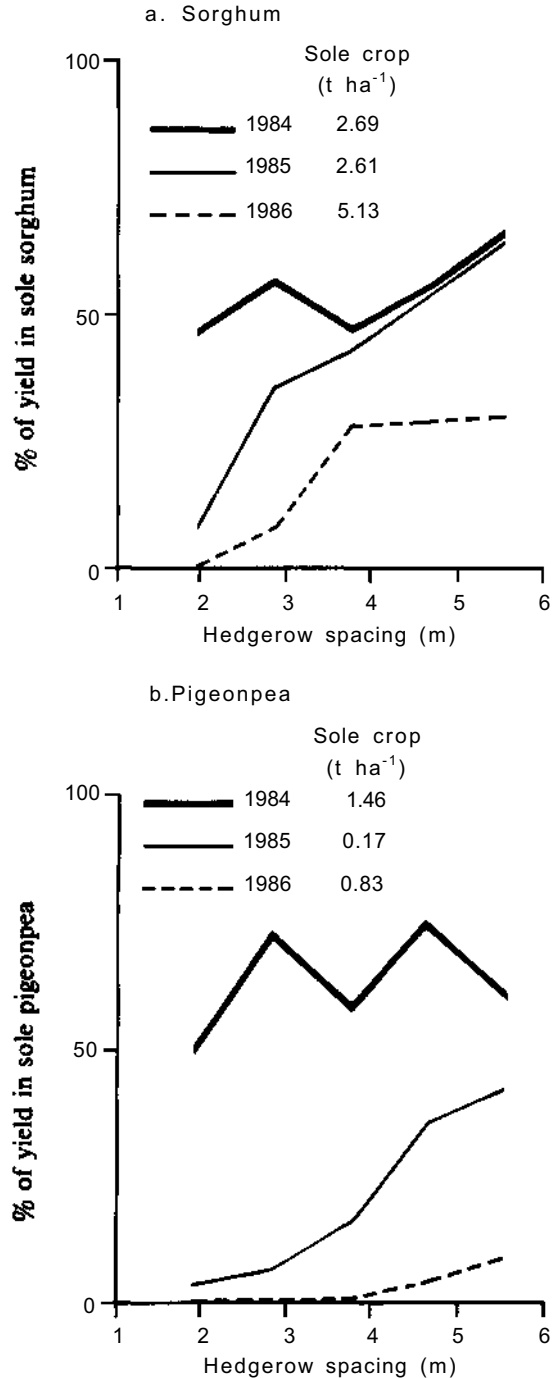 a. Sorghum
Sole crop
(t ha-1)
1984 2.69
1985 2.61
1986 5.13
100
50
0
% of yield in sole sorghum
1 2 3 4 5 6
Hedgerow spacing (m)
b.Pigeonpea
Sole crop
(t ha-1)
1984 1.46
1985 0.17
1986 0.83
100
50
0
% of yield in sole pigeonpea
1 2 3 4 5 6
Hedgerow spacing (m)